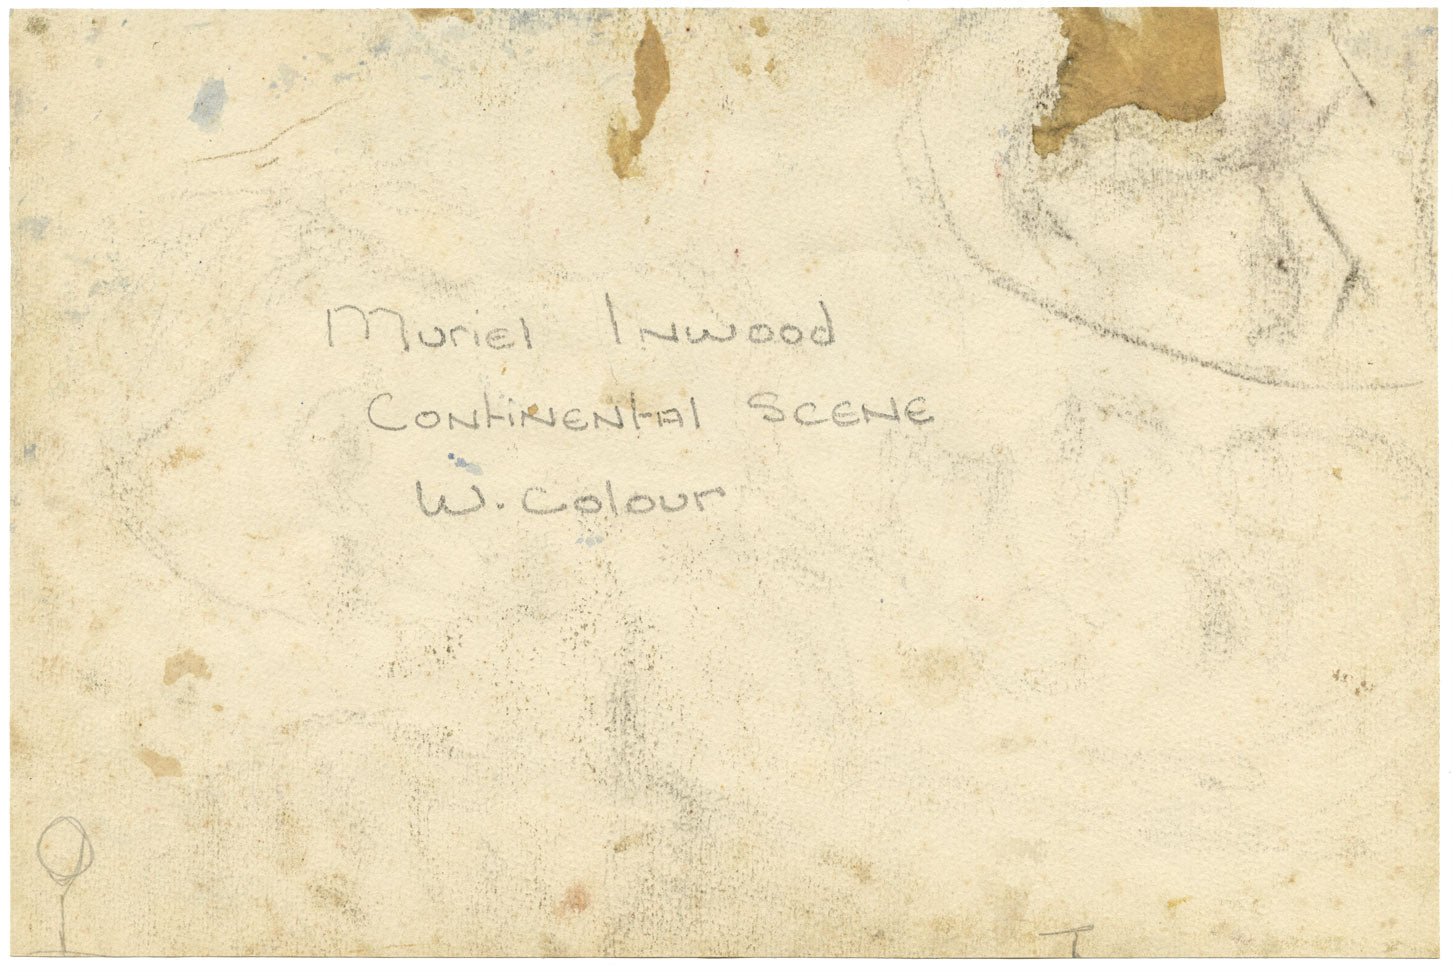 Muriel Inwood
Continental Scene
W. Colour